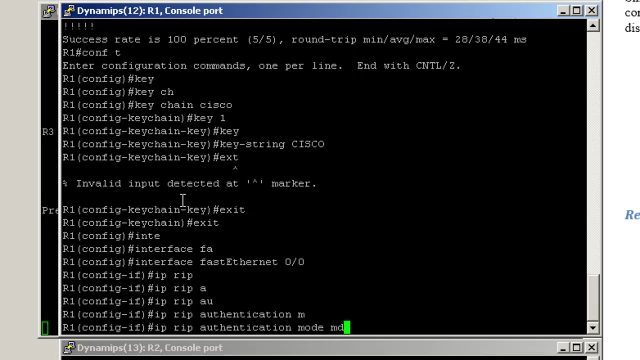 Dynamips(12): R1, Console port
!!!!!
Success rate is 100 percent (5/5), round-trip min/avg/max = 28/38/44 ms
R1#conf t
Enter configuration commands, one per line.  End with CNTL/Z.
R1(config)#key
R1(config)#key ch
R1(config)#key chain cisco
R1(config-keychain)#key 1
R1(config-keychain-key)#key
R1(config-keychain-key)#key-string CISCO
R1(config-keychain-key)#ext
^
% Invalid input detected at '^' marker.
R1(config-keychain-key)#exit
R1(config-keychain)#exit
R1(config)#inte
R1(config)#interface fa
R1(config)#interface fastEthernet 0/0
R1(config-if)#ip rip
R1(config-if)#ip rip a
R1(config-if)#ip rip au
R1(config-if)#ip rip authentication m
R1(config-if)#ip rip authentication mode md
Dynamips(13): R2, Console port
R3
Pre
con
dis
Re